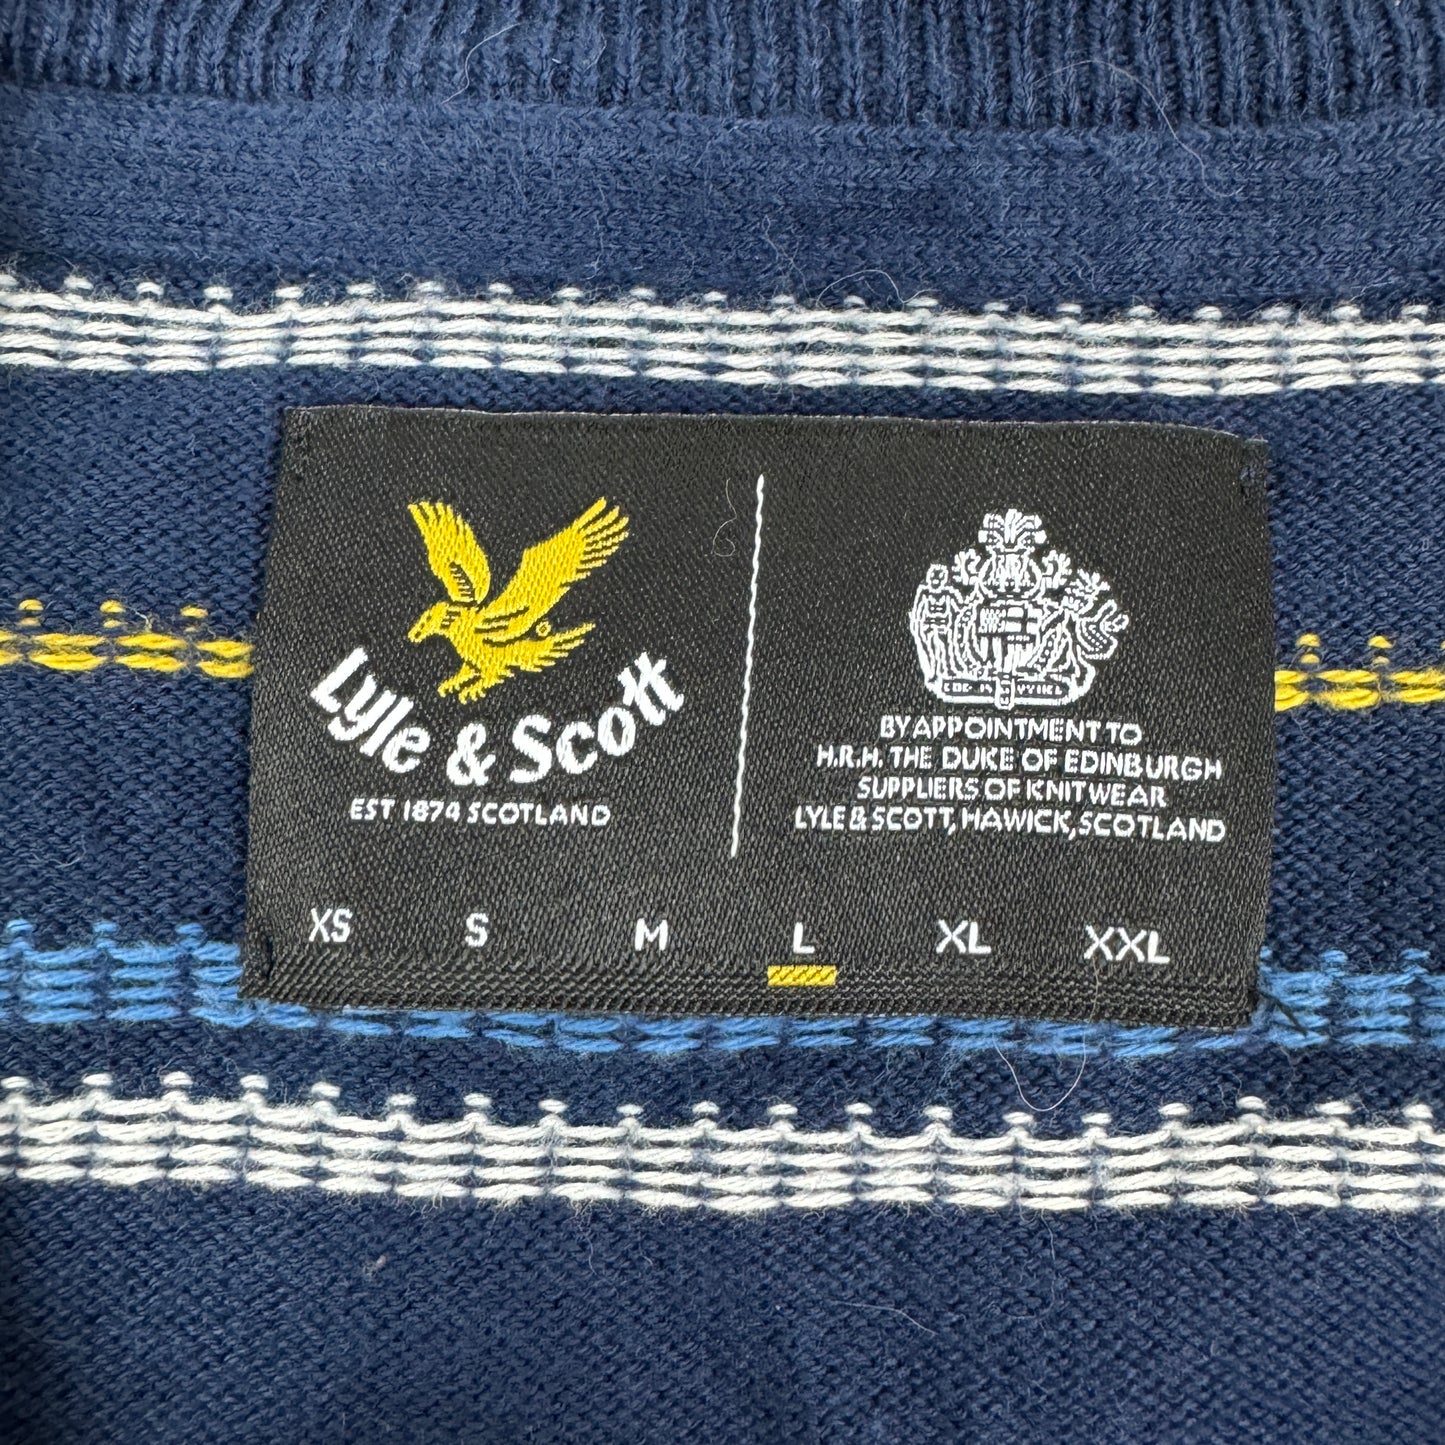 Lyle & Scott
EST 1874 SCOTLAND
BY APPOINTMENT TO
H.R.H. THE DUKE OF EDINBURGH
SUPPLIERS OF KNITWEAR
LYLE & SCOTT, HAWICK, SCOTLAND
XS S M L XL XXL